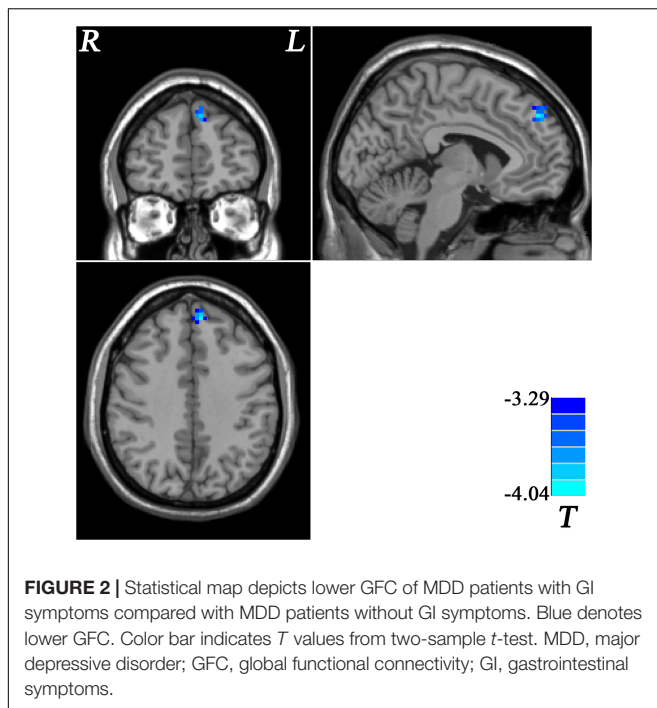 R L
-3.29
-4.04
T
FIGURE 2 | Statistical map depicts lower GFC of MDD patients with GI
symptoms compared with MDD patients without GI symptoms. Blue denotes
lower GFC. Color bar indicates T values from two-sample t-test. MDD, major
depressive disorder; GFC, global functional connectivity; GI, gastrointestinal
symptoms.